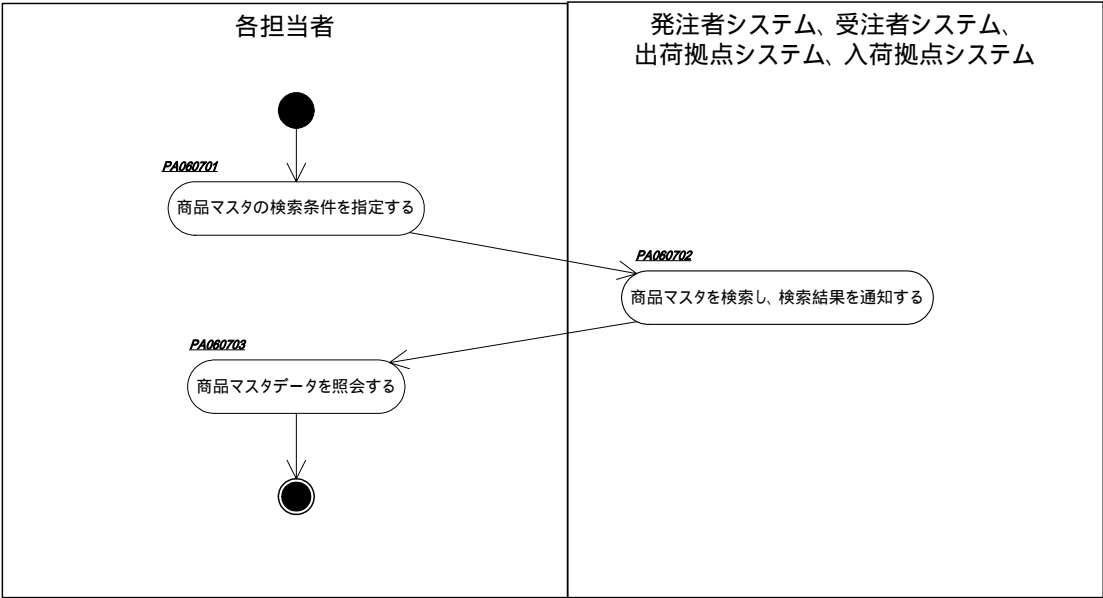 各担当者
発注者システム、受注者システム、
出荷拠点システム、入荷拠点システム
PA060701
商品マスタの検索条件を指定する
PA060702
商品マスタを検索し、検索結果を通知する
PA060703
商品マスタデータを照会する